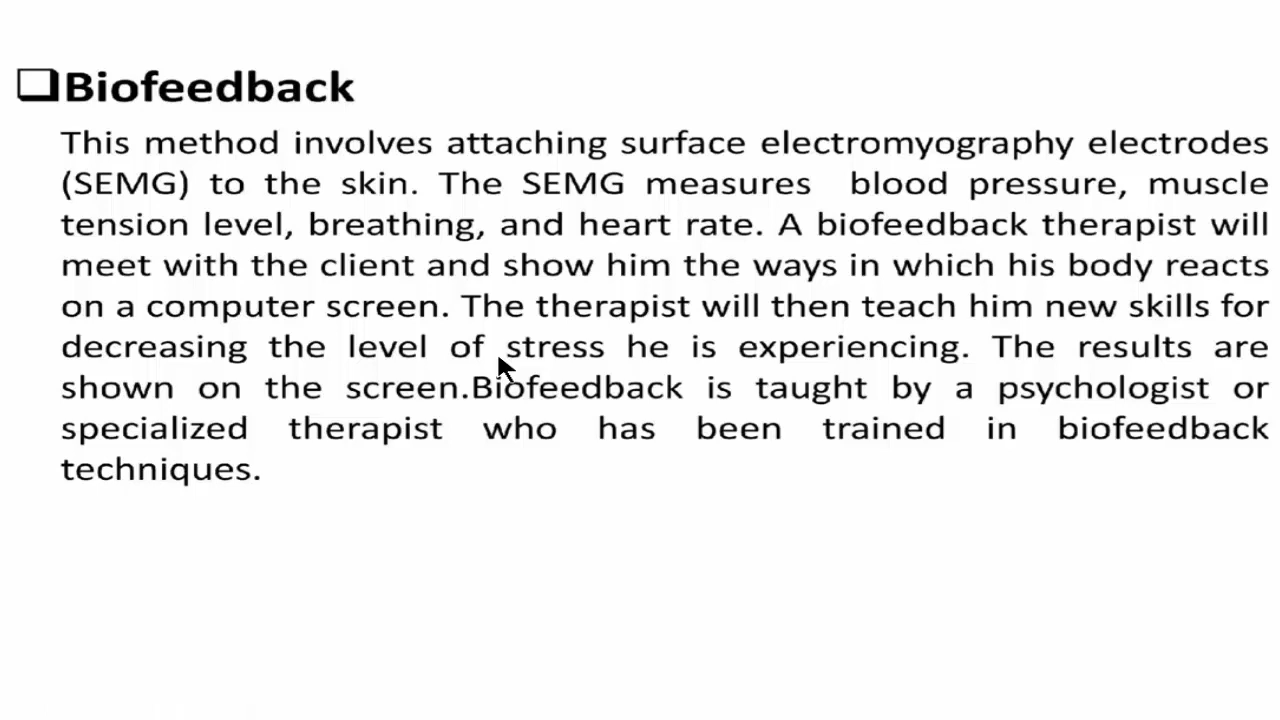 Biofeedback
This method involves attaching surface electromyography electrodes
(SEMG) to the skin. The SEMG measures blood pressure, muscle
tension level, breathing, and heart rate. A biofeedback therapist will
meet with the client and show him the ways in which his body reacts
on a computer screen. The therapist will then teach him new skills for
decreasing the level of stress he is experiencing. The results are
shown on the screen.Biofeedback is taught by a psychologist or
specialized therapist who has been trained in biofeedback
techniques.